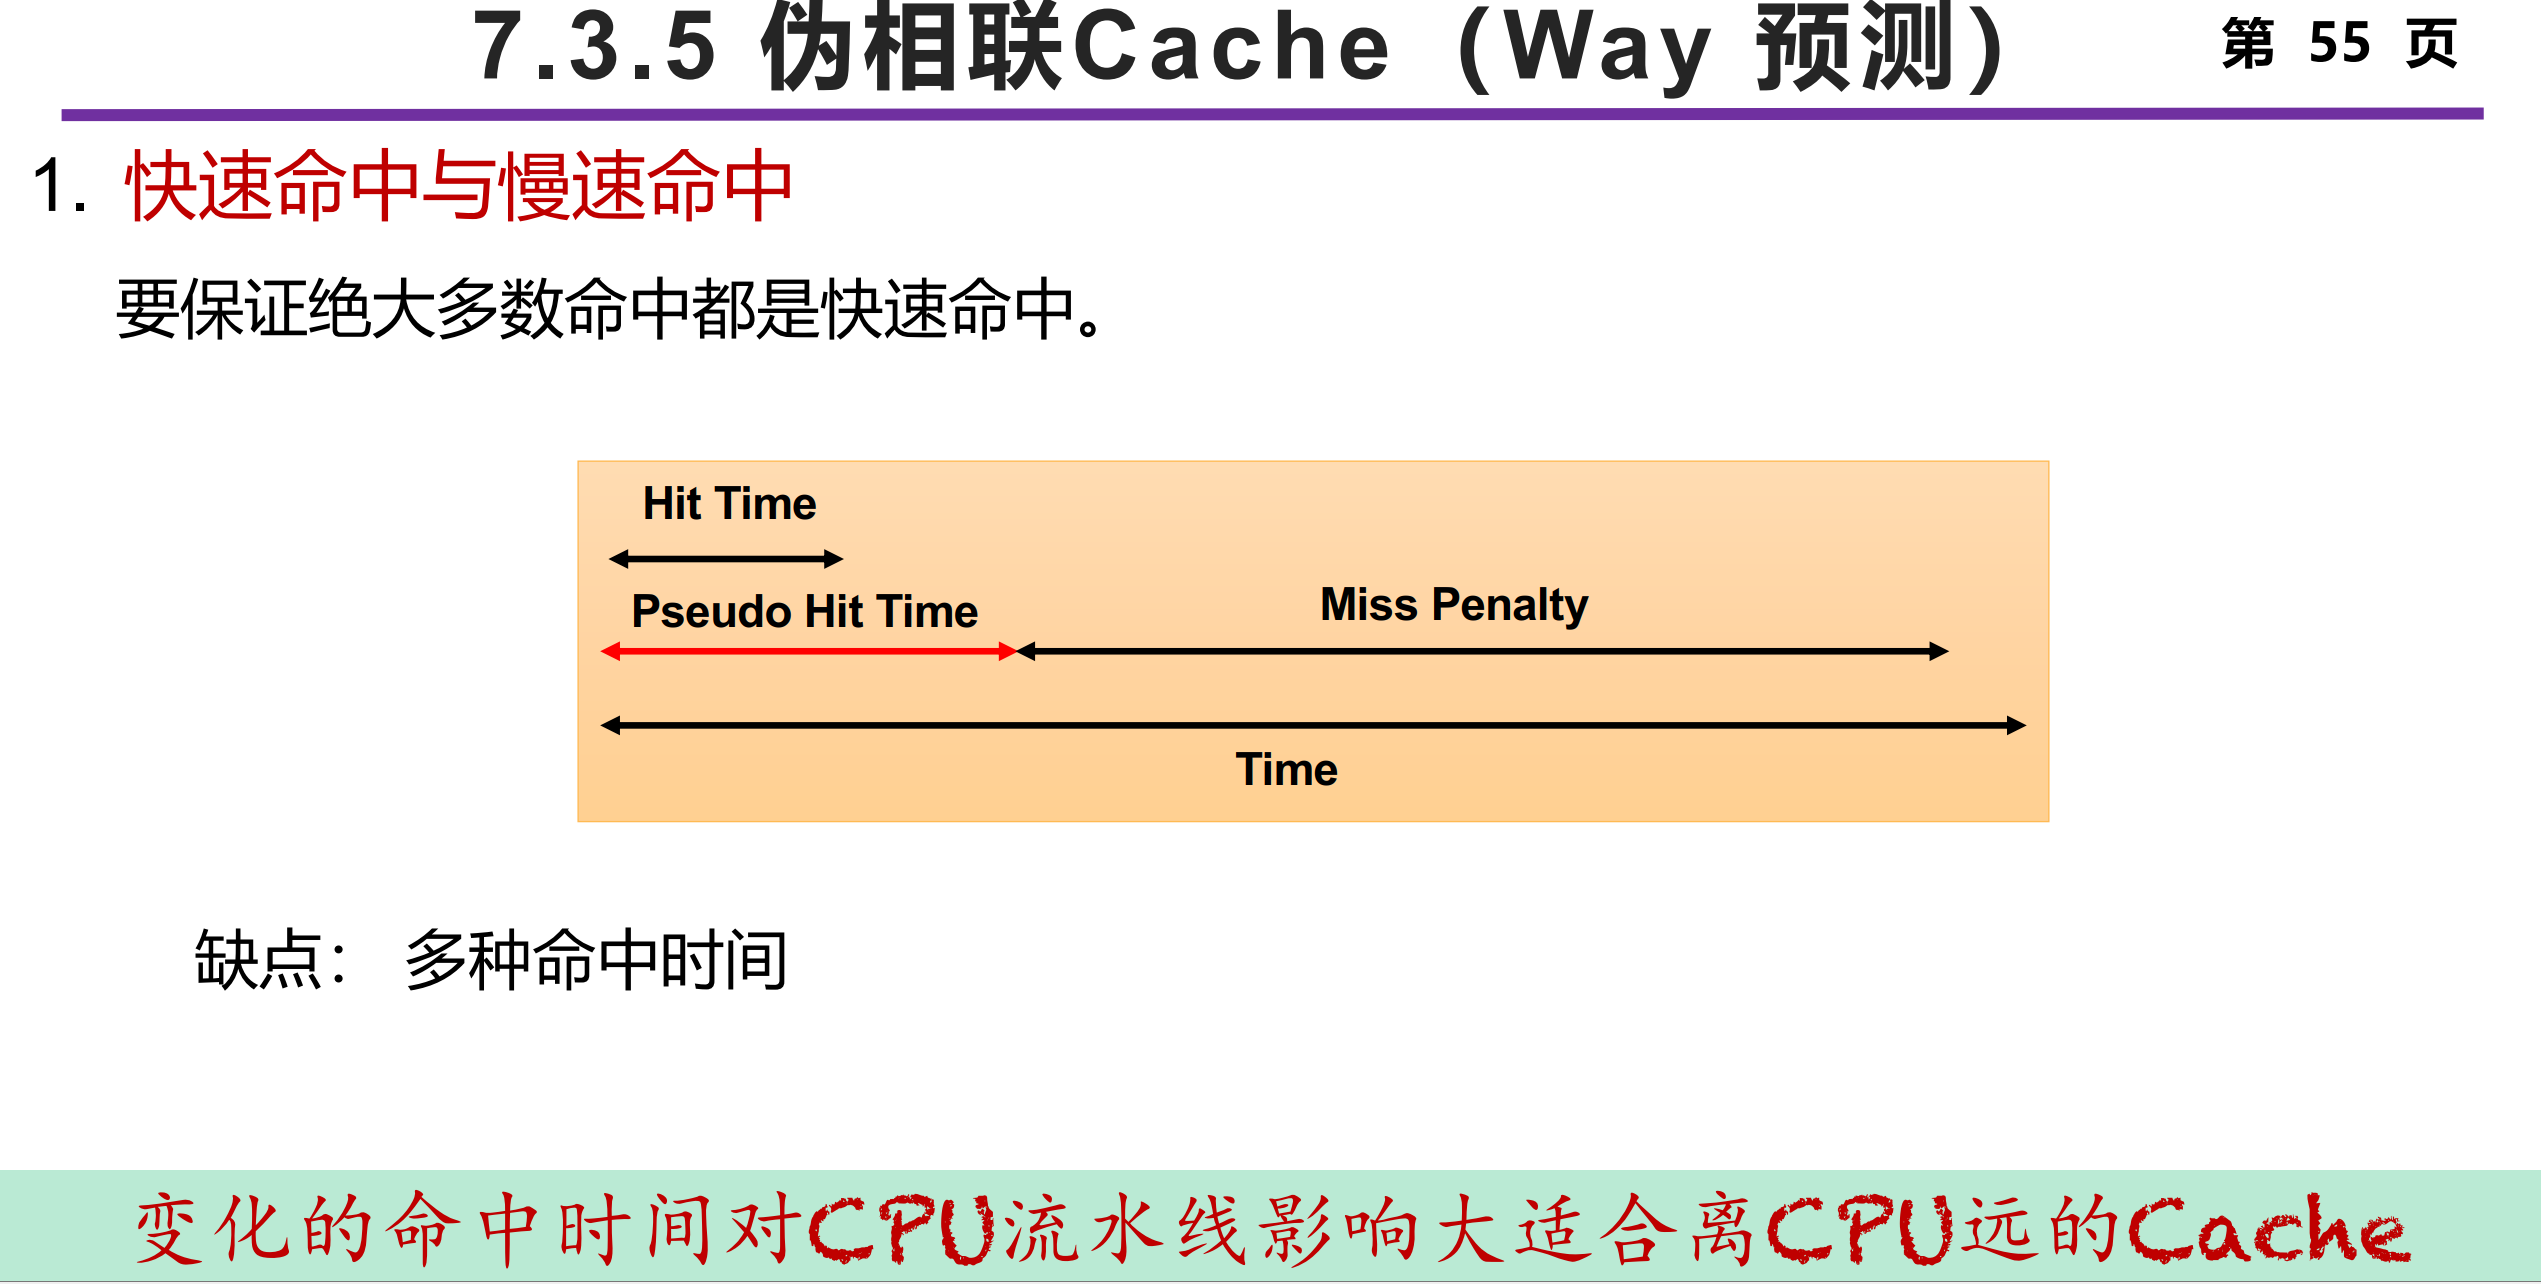 7.3.5 伪相联Cache（Way 预测）
第 55 页
1. 快速命中与慢速命中
要保证绝大多数命中都是快速命中。
Hit Time
Pseudo Hit Time
Miss Penalty
Time
缺点： 多种命中时间
变化的命中时间对CPU流水线影响大适合离CPU远的Cache